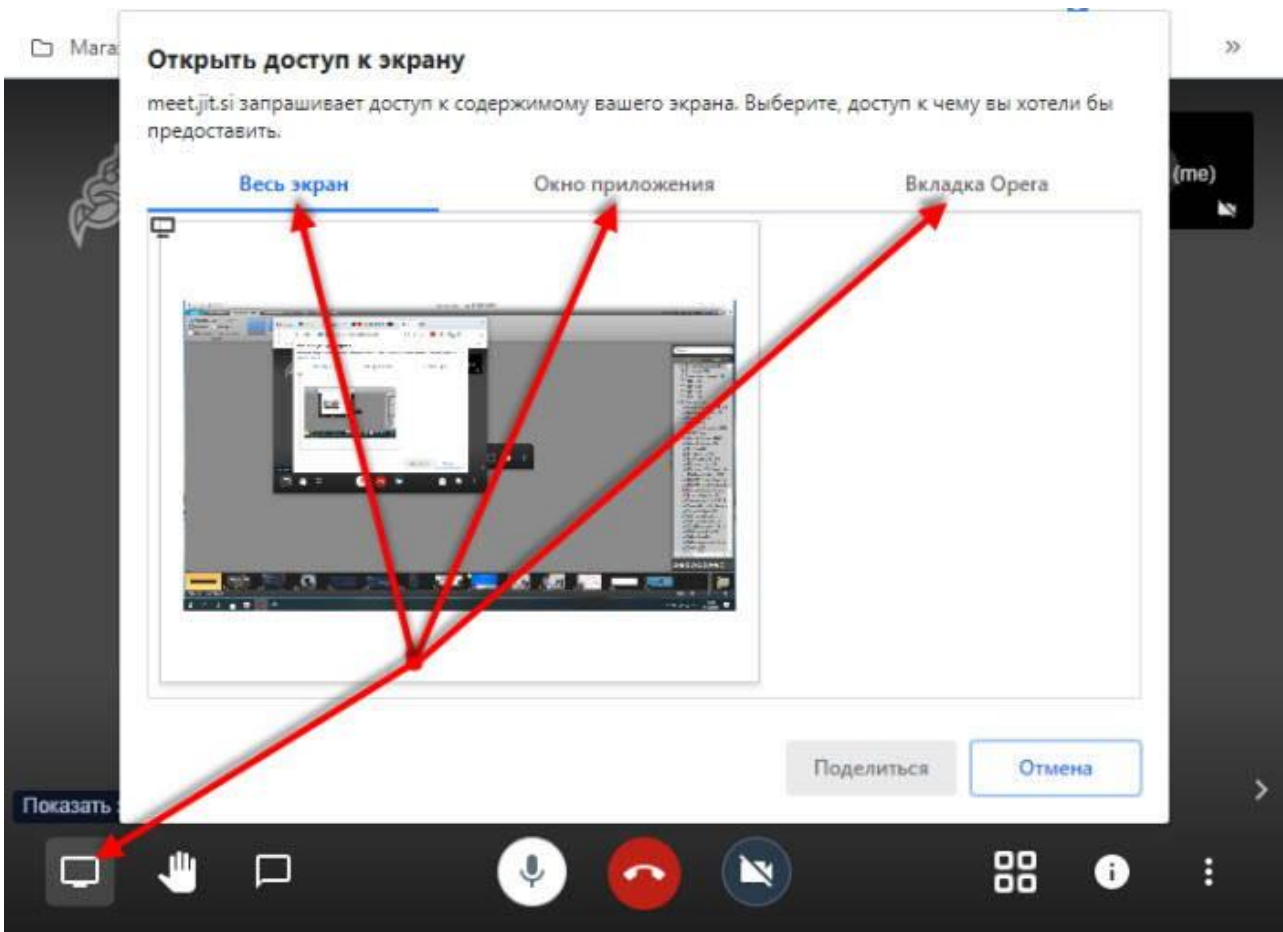 Мага
»
Открыть доступ к экрану
meet.jit.si запрашивает доступ к содержимому вашего экрана. Выберите, доступ к чему вы хотели бы
предоставить.
Весь экран
Окно приложения
Вкладка Opera
(me)
Поделиться
Отмена
Показать